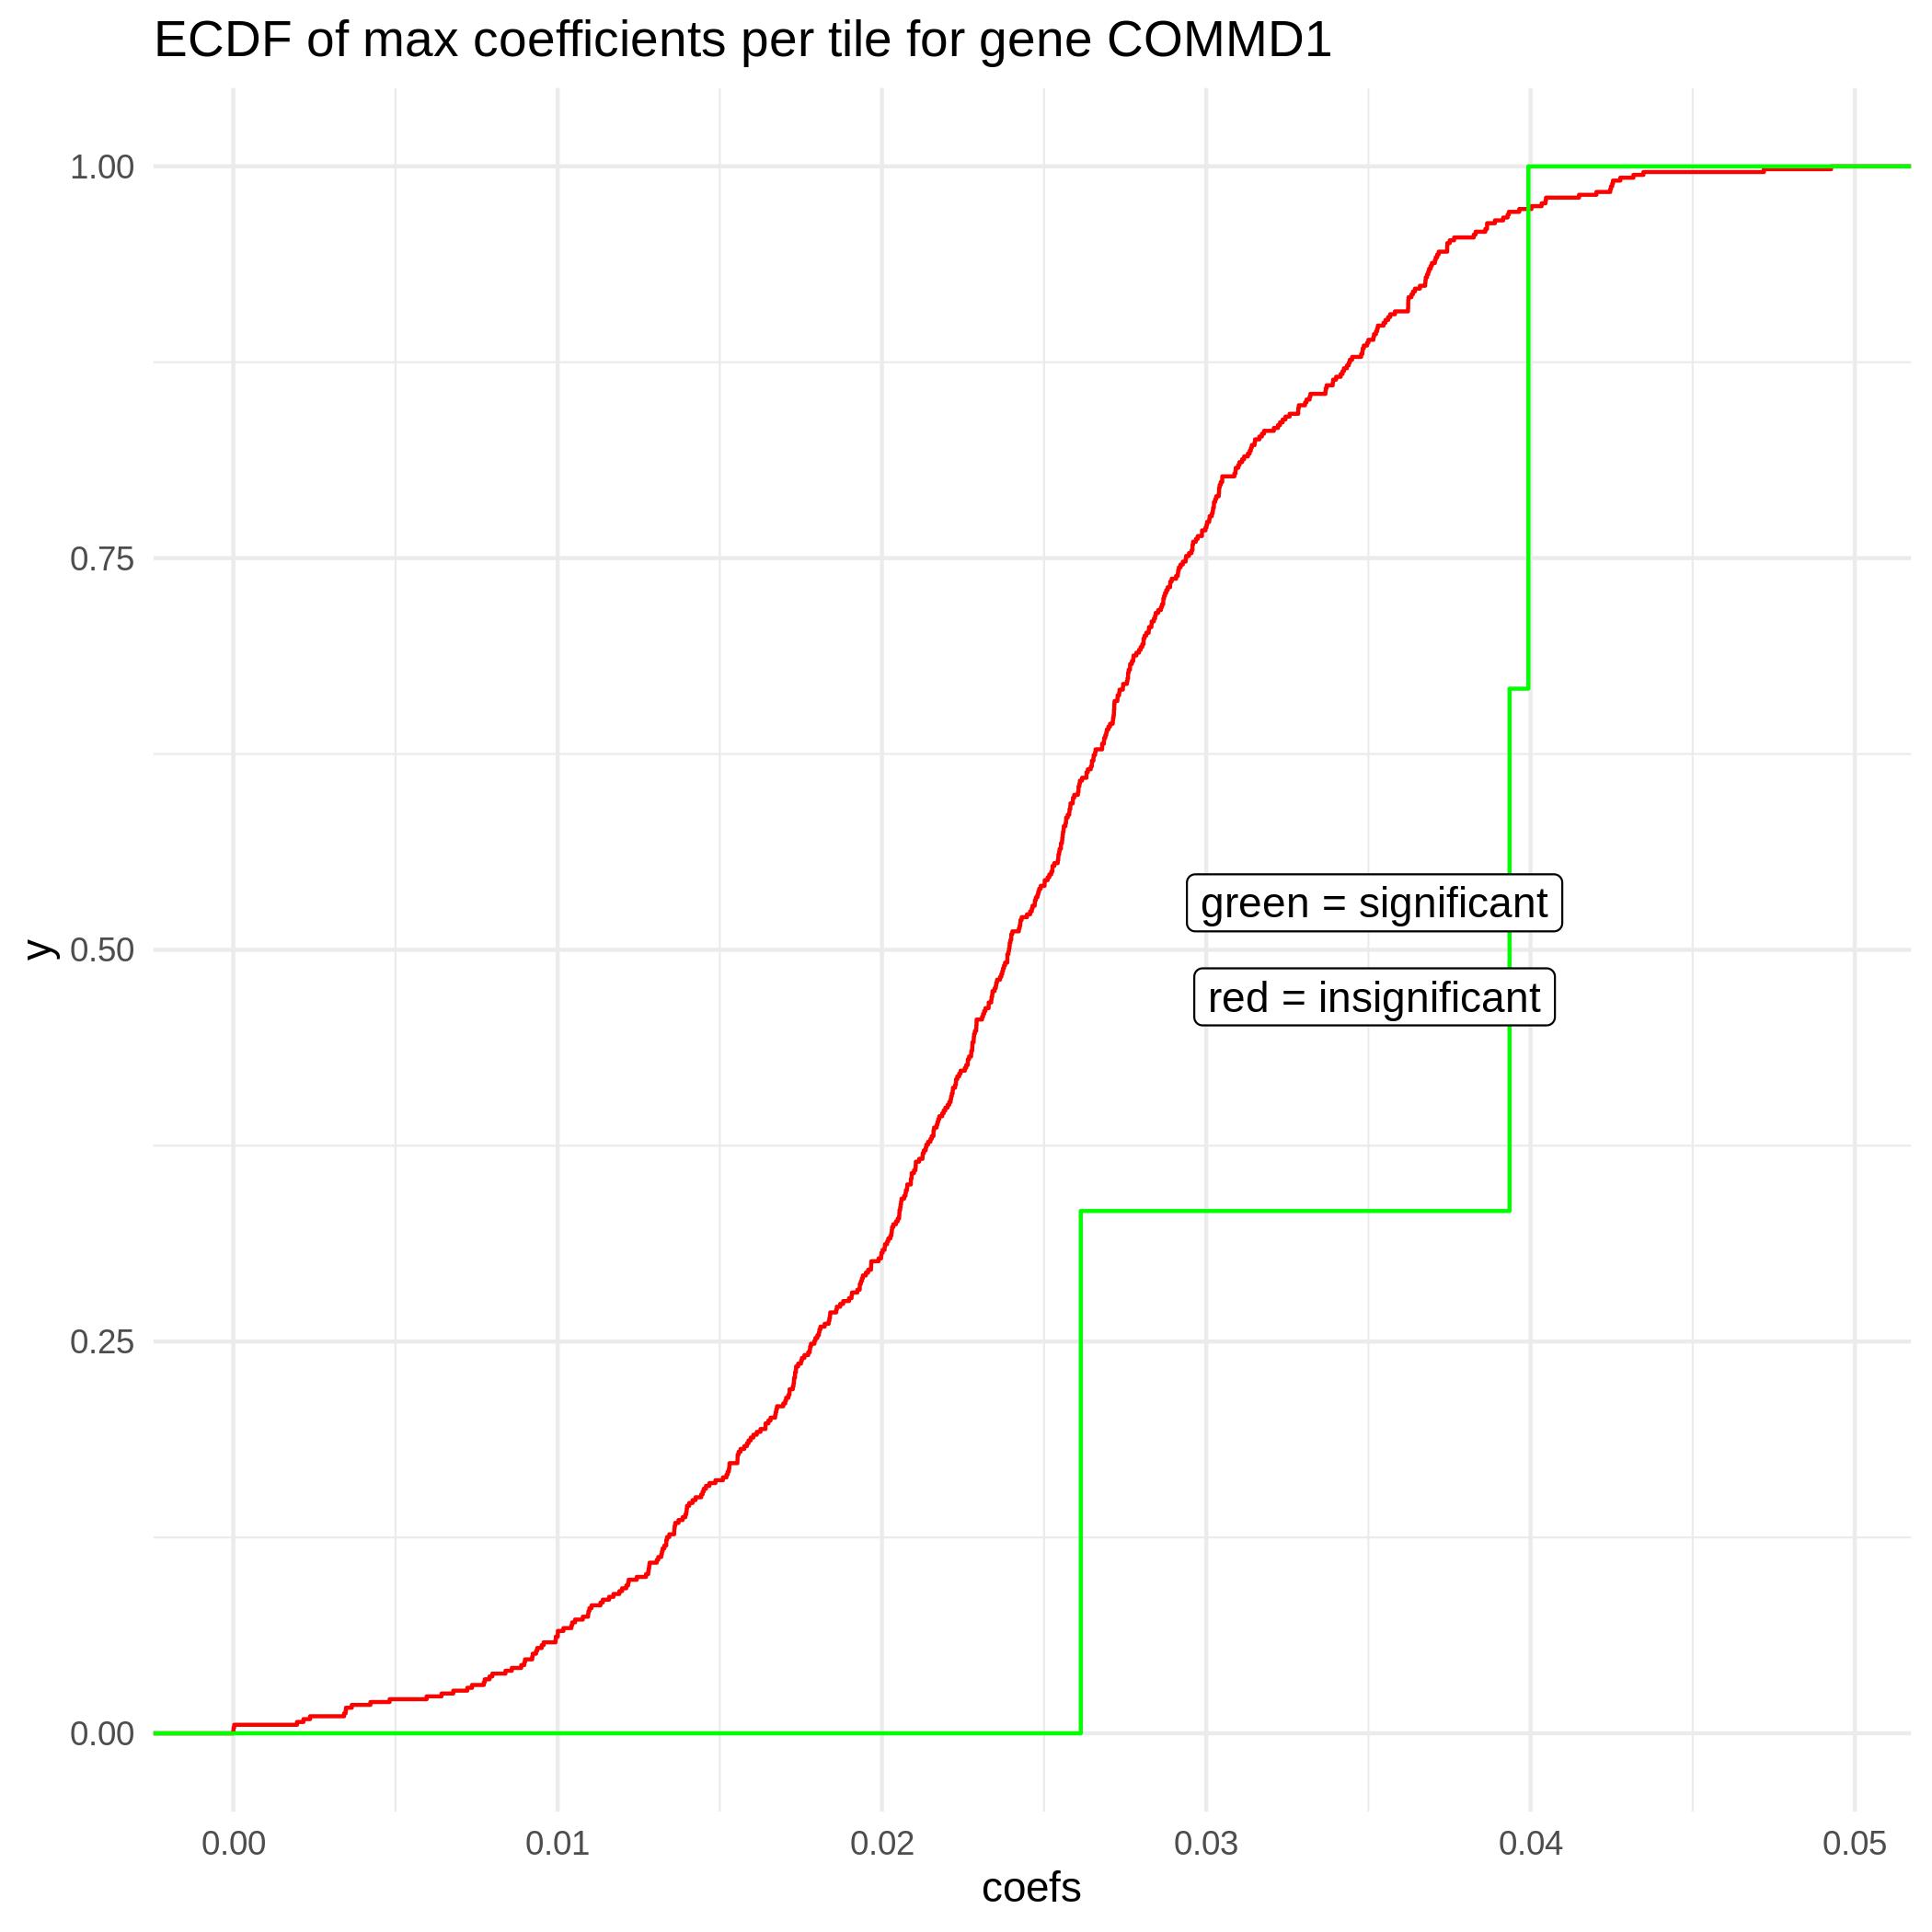 ECDF of max coefficients per tile for gene COMMD1
1.00
0.75
0.50
0.25
0.00
y
green = significant
red = insignificant
0.00 0.01 0.02 0.03 0.04 0.05
coefs